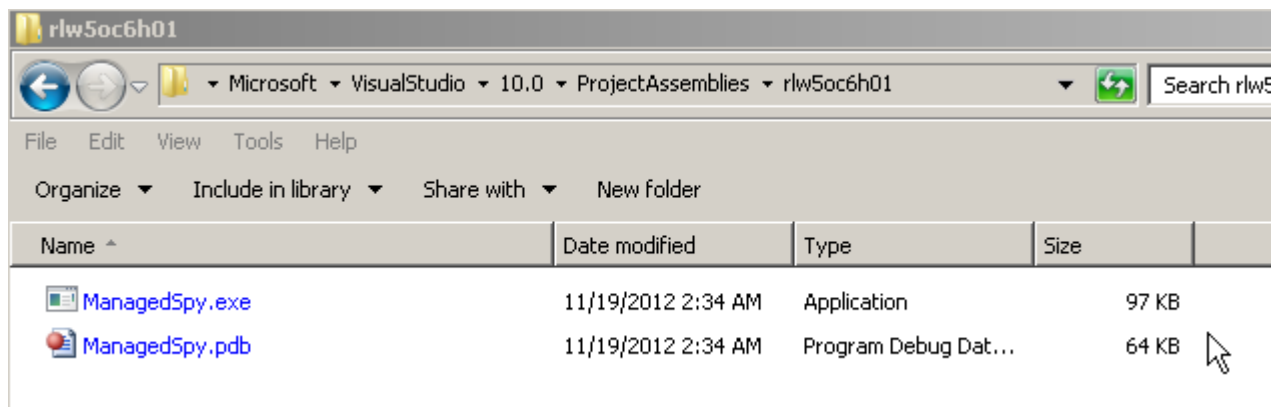 rlw5oc6h01
Microsoft VisualStudio 10.0 ProjectAssemblies rlw5oc6h01 Search rlw5
File Edit View Tools Help
Organize Include in library Share with New folder
Name Date modified Type Size
ManagedSpy.exe 11/19/2012 2:34 AM Application 97 KB
ManagedSpy.pdb 11/19/2012 2:34 AM Program Debug Dat... 64 KB